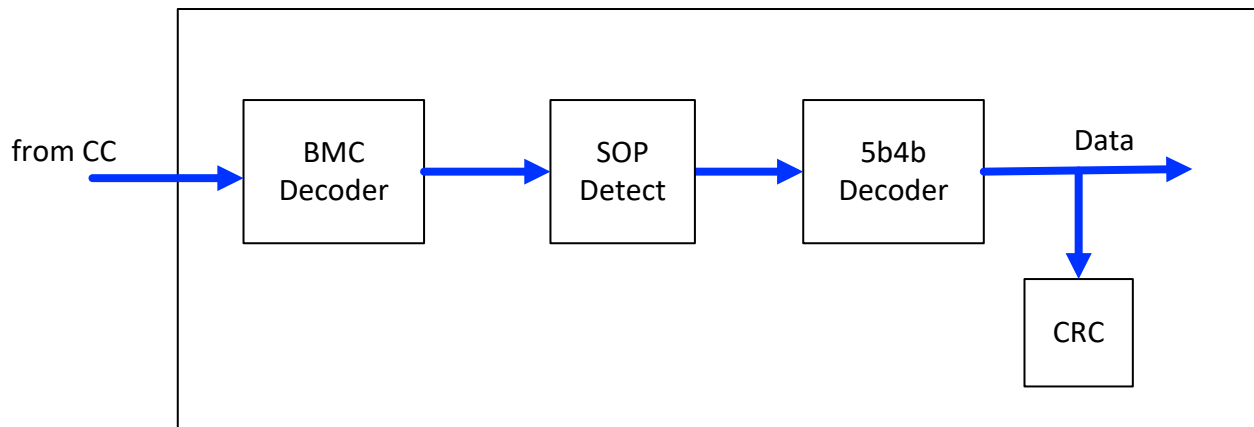 from CC
BMC
Decoder
SOP
Detect
5b4b
Decoder
Data
CRC